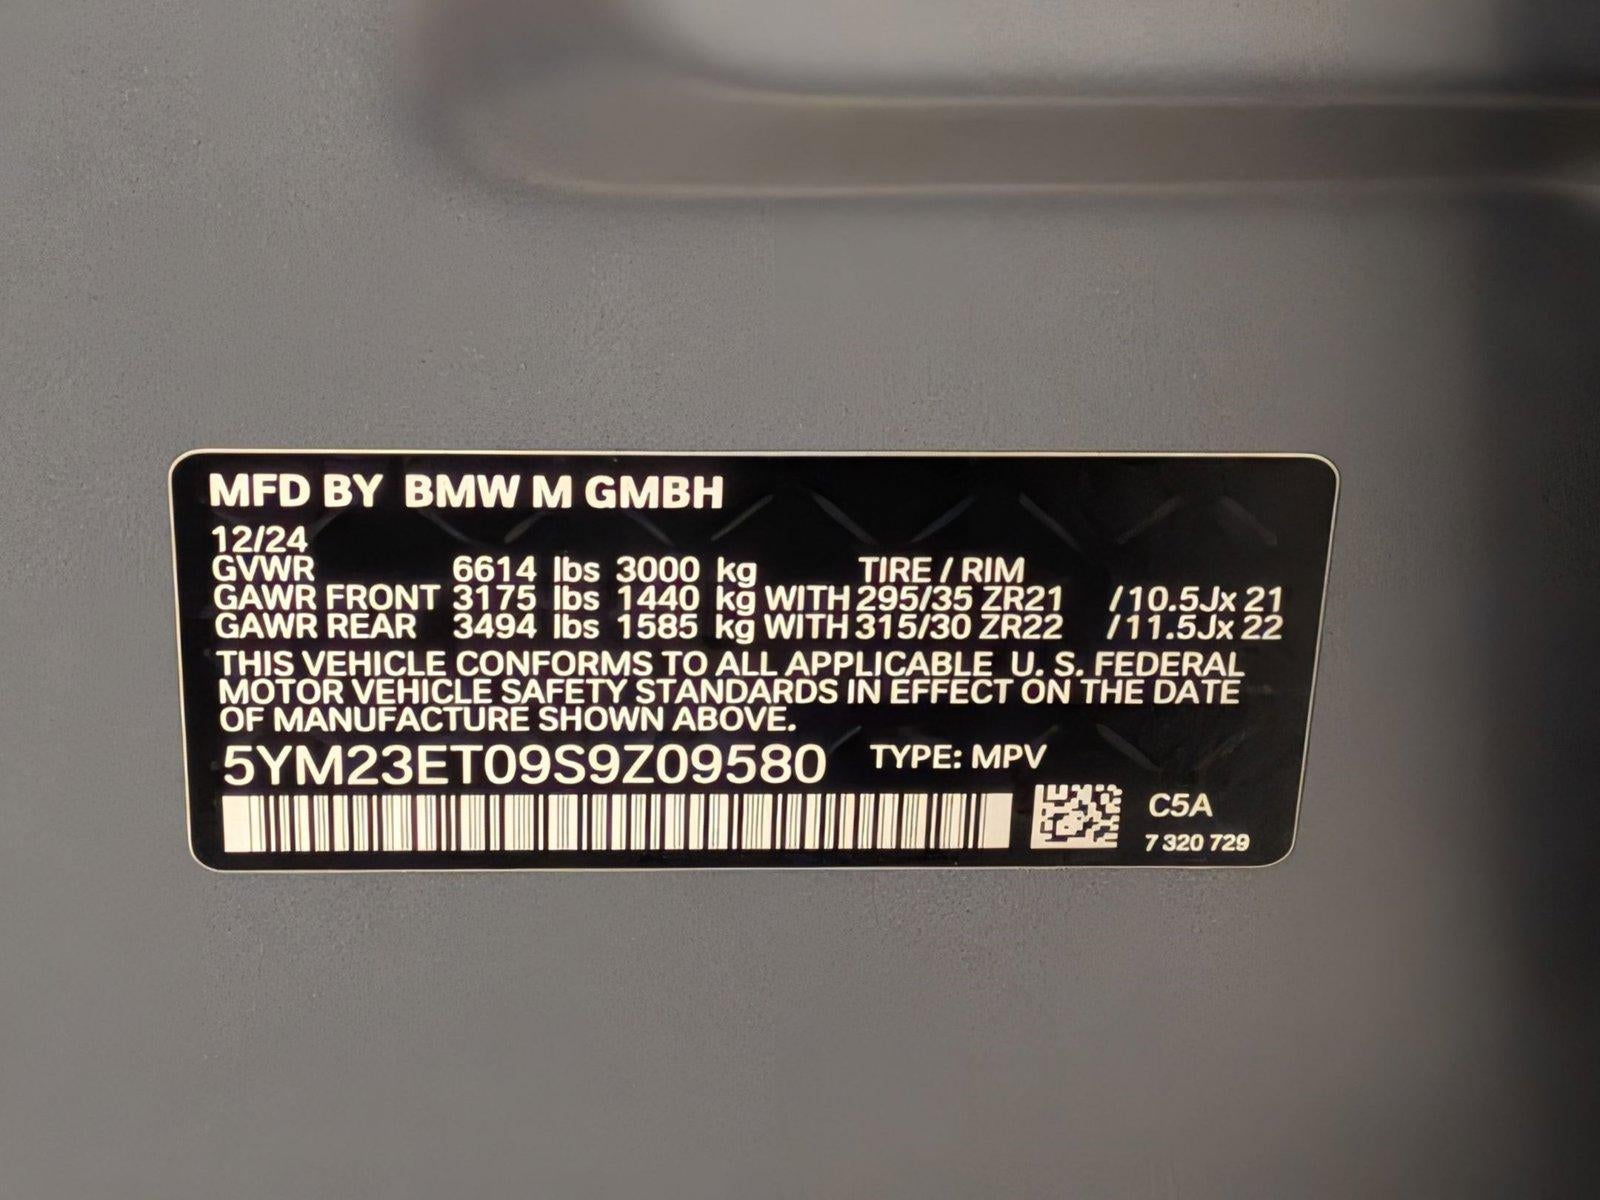 MFD BY BMW M GMBH
12/24
GVWR 6614 lbs 3000 kg TIRE / RIM
GAWR FRONT 3175 lbs 1440 kg WITH 295/35 ZR21 /10.5Jx 21
GAWR REAR 3494 lbs 1585 kg WITH 315/30 ZR22 /11.5Jx 22
THIS VEHICLE CONFORMS TO ALL APPLICABLE U. S. FEDERAL
MOTOR VEHICLE SAFETY STANDARDS IN EFFECT ON THE DATE
OF MANUFACTURE SHOWN ABOVE.
5YM23ET09S9Z09580 TYPE: MPV
C5A
7 320 729